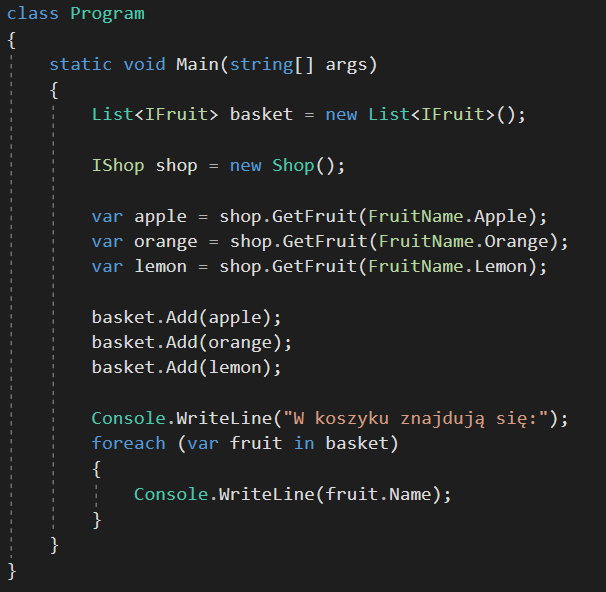 class Program
{
    static void Main(string[] args)
    {
        List<IFruit> basket = new List<IFruit>();

        IShop shop = new Shop();

        var apple = shop.GetFruit(FruitName.Apple);
        var orange = shop.GetFruit(FruitName.Orange);
        var lemon = shop.GetFruit(FruitName.Lemon);

        basket.Add(apple);
        basket.Add(orange);
        basket.Add(lemon);

        Console.WriteLine("W koszyku znajdują się:");
        foreach (var fruit in basket)
        {
            Console.WriteLine(fruit.Name);
        }
    }
}